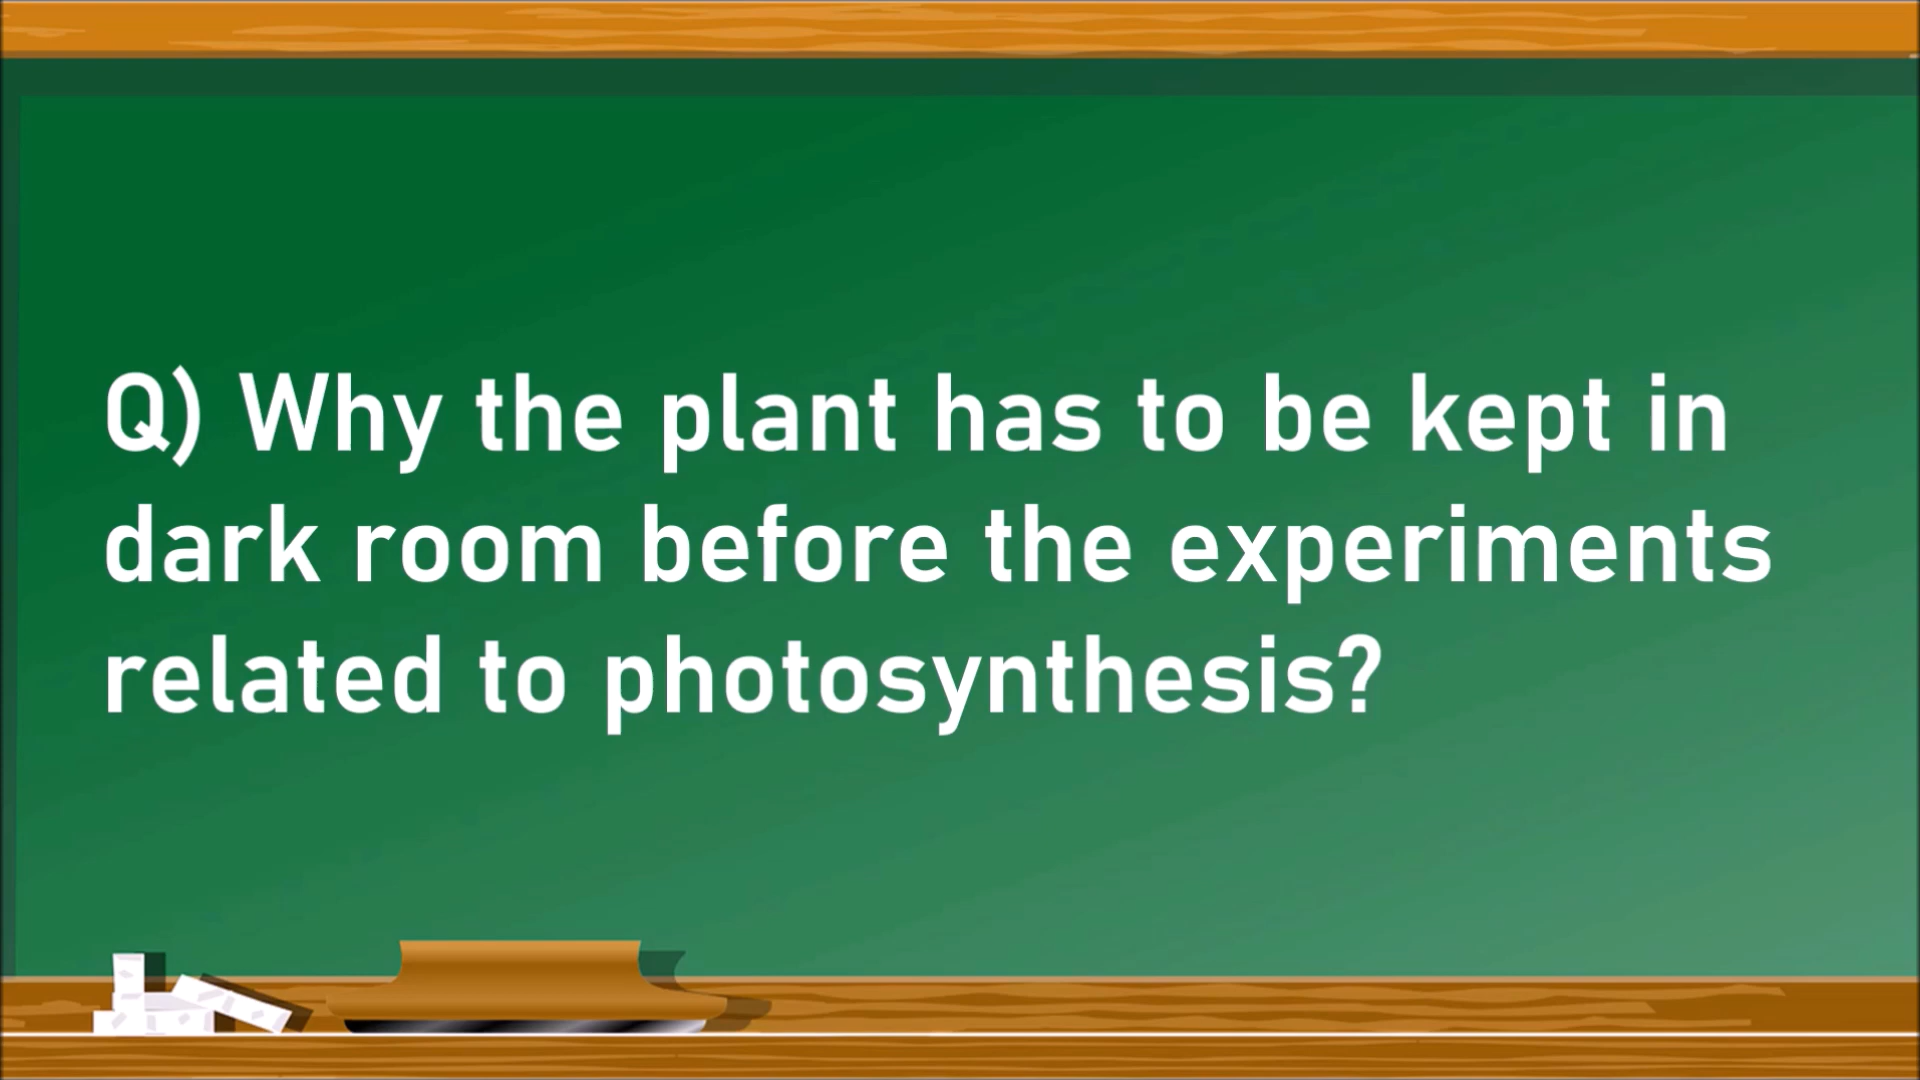 Q) Why the plant has to be kept in
dark room before the experiments
related to photosynthesis?